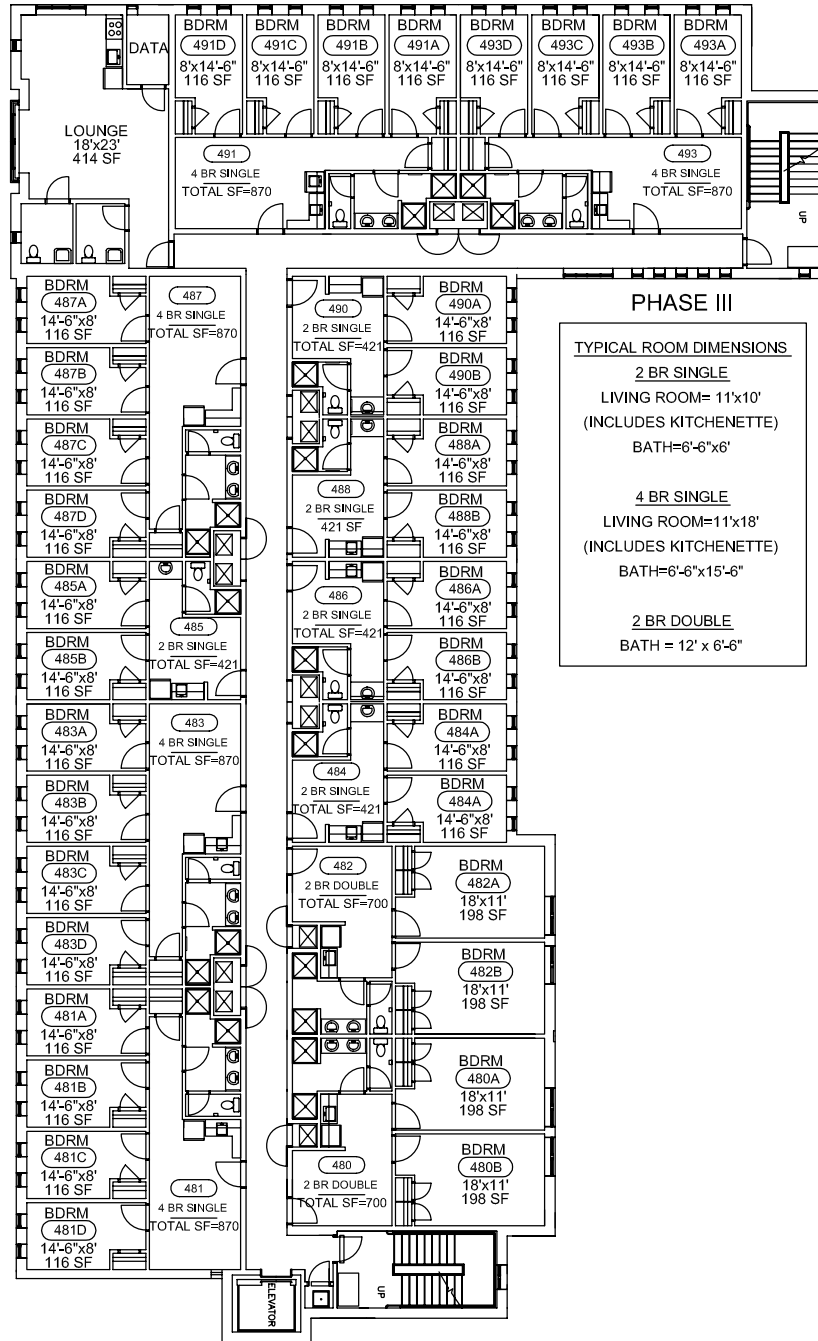 DATA
LOUNGE
18'x23'
414 SF
BDRM
491D
8'x14'-6"
116 SF
BDRM
491C
8'x14'-6"
116 SF
BDRM
491B
8'x14'-6"
116 SF
BDRM
491A
8'x14'-6"
116 SF
BDRM
493D
8'x14'-6"
116 SF
BDRM
493C
8'x14'-6"
116 SF
BDRM
493B
8'x14'-6"
116 SF
BDRM
493A
8'x14'-6"
116 SF
491
4 BR SINGLE
TOTAL SF=870
493
4 BR SINGLE
TOTAL SF=870
UP
BDRM
487A
14'-6"x8'
116 SF
BDRM
487B
14'-6"x8'
116 SF
BDRM
487C
14'-6"x8'
116 SF
BDRM
487D
14'-6"x8'
116 SF
487
4 BR SINGLE
TOTAL SF=870
BDRM
485A
14'-6"x8'
116 SF
BDRM
485B
14'-6"x8'
116 SF
485
2 BR SINGLE
TOTAL SF=421
BDRM
483A
14'-6"x8'
116 SF
BDRM
483B
14'-6"x8'
116 SF
BDRM
483C
14'-6"x8'
116 SF
BDRM
483D
14'-6"x8'
116 SF
483
4 BR SINGLE
TOTAL SF=870
BDRM
481A
14'-6"x8'
116 SF
BDRM
481B
14'-6"x8'
116 SF
BDRM
481C
14'-6"x8'
116 SF
BDRM
481D
14'-6"x8'
116 SF
481
4 BR SINGLE
TOTAL SF=870
490
2 BR SINGLE
TOTAL SF=421
BDRM
490A
14'-6"x8'
116 SF
BDRM
490B
14'-6"x8'
116 SF
488
2 BR SINGLE
421 SF
BDRM
488A
14'-6"x8'
116 SF
BDRM
488B
14'-6"x8'
116 SF
486
2 BR SINGLE
TOTAL SF=421
BDRM
486A
14'-6"x8'
116 SF
BDRM
486B
14'-6"x8'
116 SF
484
2 BR SINGLE
TOTAL SF=421
BDRM
484A
14'-6"x8'
116 SF
BDRM
484A
14'-6"x8'
116 SF
482
2 BR DOUBLE
TOTAL SF=700
BDRM
482A
18'x11'
198 SF
BDRM
482B
18'x11'
198 SF
BDRM
480A
18'x11'
198 SF
BDRM
480B
18'x11'
198 SF
480
2 BR DOUBLE
TOTAL SF=700
ELEVATOR
UP
PHASE III
TYPICAL ROOM DIMENSIONS
2 BR SINGLE
LIVING ROOM= 11'x10'
(INCLUDES KITCHENETTE)
BATH=6'-6"x6'
4 BR SINGLE
LIVING ROOM=11'x18'
(INCLUDES KITCHENETTE)
BATH=6'-6"x15'-6"
2 BR DOUBLE
BATH = 12' x 6'-6"